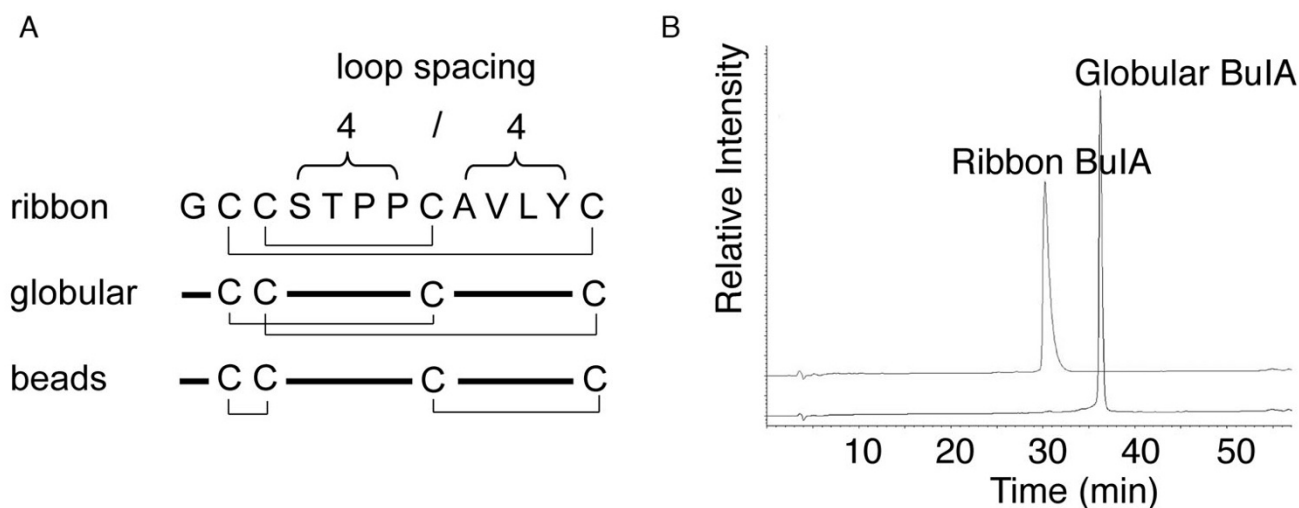 A
loop spacing
4 / 4
ribbon G C C S T P P C A V L Y C
globular C C C C
beads C C C C
B
Relative Intensity
Globular BuIA
Ribbon BuIA
10 20 30 40 50
Time (min)